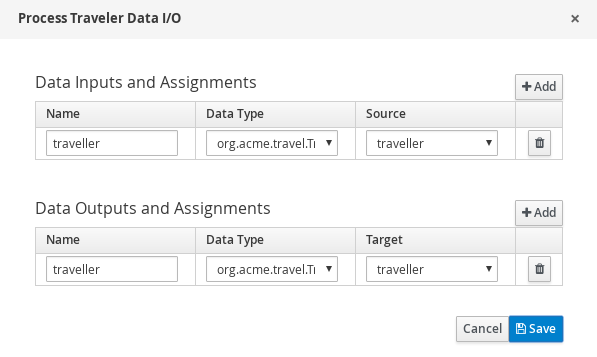 Process Traveler Data I/O ×
Data Inputs and Assignments
Add
Name Data Type Source
traveller org.acme.travel.Tr traveller
Data Outputs and Assignments
Add
Name Data Type Target
traveller org.acme.travel.Tr traveller
Cancel Save